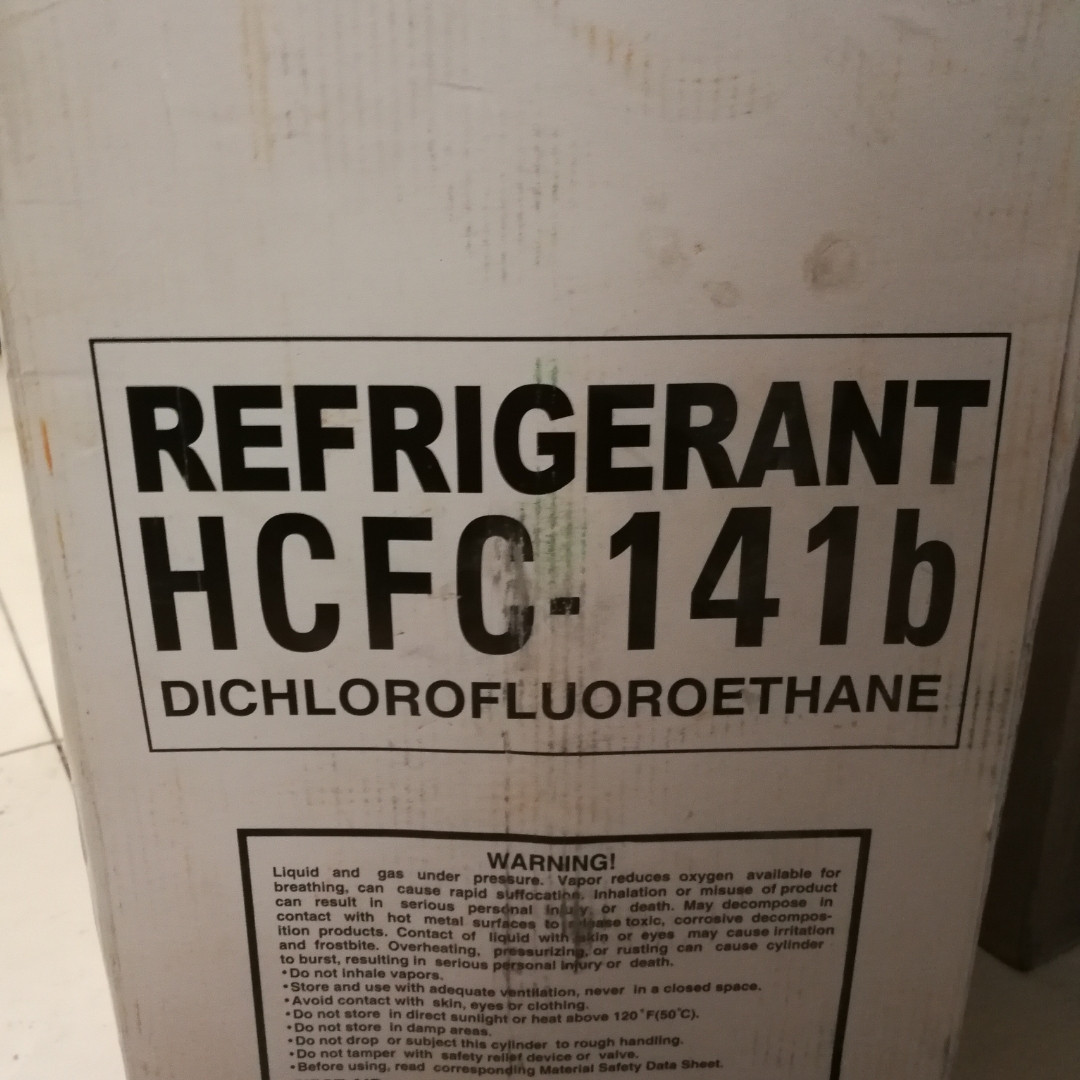 REFRIGERANT
HCFC-141b
DICHLOROFLUOROETHANE
WARNING!
Liquid and gas under pressure. Vapor reduces oxygen available for
breathing, can cause rapid suffocation. Inhalation or misuse of product
can result in serious personal injury, or death. May decompose in
contact with hot metal surfaces to release toxic, corrosive decompos-
ition products. Contact of liquid with skin or eyes may cause irritation
and frostbite. Overheating, pressurizing, or rusting can cause cylinder
to burst, resulting in serious personal injury or death.
•Do not inhale vapors.
•Store and use with adequate ventilation, never in a closed space.
•Avoid contact with skin, eyes or clothing.
•Do not store in direct sunlight or heat above 120°F(50°C).
•Do not store in damp areas.
•Do not drop or subject this cylinder to rough handling.
•Do not tamper with safety relief device or valve.
•Before using, read corresponding Material Safety Data Sheet.